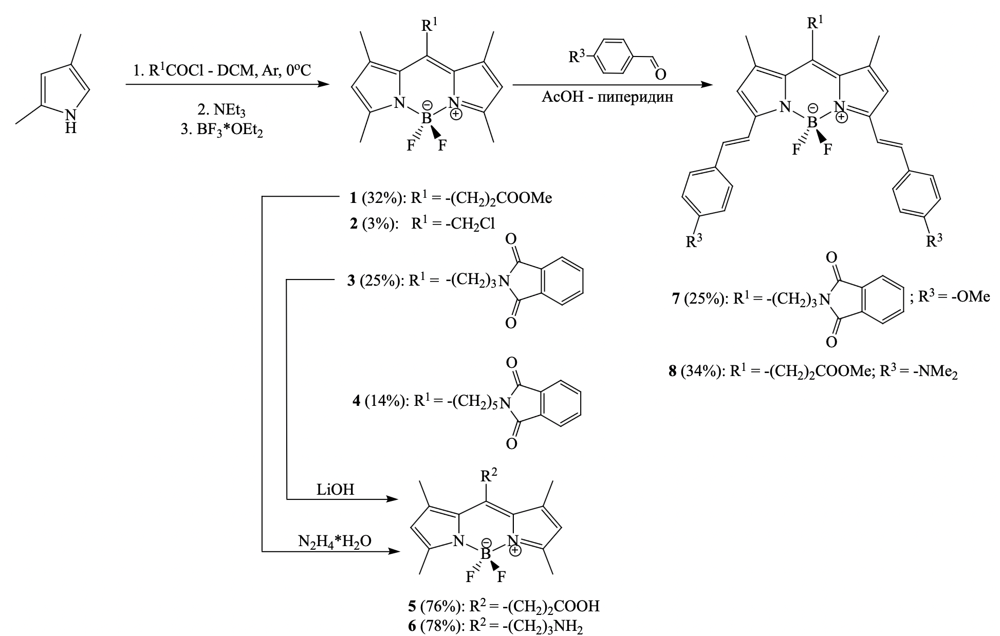 R¹
R¹
1. R¹COCl - DCM, Ar, 0°C
2. NEt₃
3. BF₃*OEt₂
N
H
N
N
⊖
B
⊕
F
F
R³
O
AcOH - пиперидин
N
N
⊖
B
⊕
F
F
R³
R³
1 (32%): R¹ = -(CH₂)₂COOMe
2 (3%): R¹ = -CH₂Cl
O
3 (25%): R¹ = -(CH₂)₃N
O
O
7 (25%): R¹ = -(CH₂)₃N ; R³ = -OMe
O
8 (34%): R¹ = -(CH₂)₂COOMe; R³ = -NMe₂
O
4 (14%): R¹ = -(CH₂)₅N
O
LiOH
N₂H₄*H₂O
R²
N
N
⊖
B
⊕
F
F
5 (76%): R² = -(CH₂)₂COOH
6 (78%): R² = -(CH₂)₃NH₂